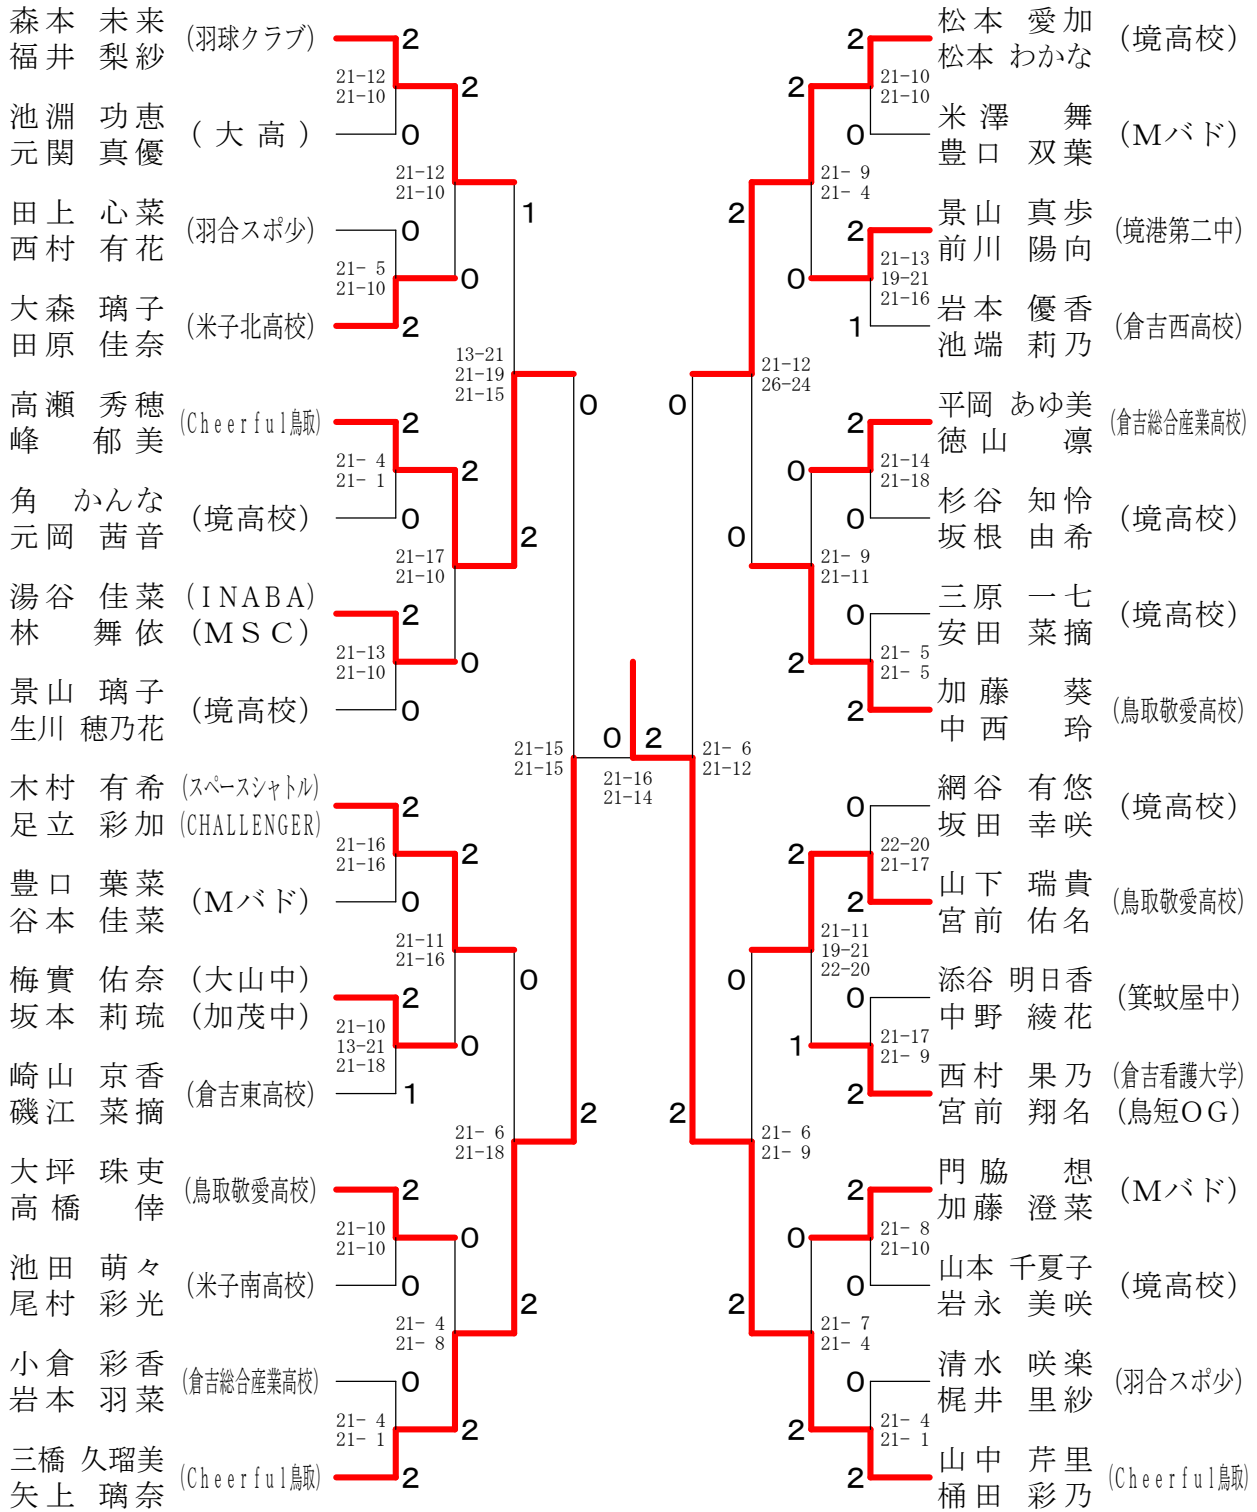 森本 未来
福井 梨紗
(羽球クラブ)
2
21-12
21-10
2
池淵 功恵
元関 真優
(大高)
0
21-12
21-10
1
田上 心菜
西村 有花
(羽合スポ少)
0
21- 5
21-10
0
大森 璃子
田原 佳奈
(米子北高校)
2
13-21
21-19
21-15
0
高瀬 秀穂
峰 郁美
(Cheerful鳥取)
2
21- 4
21- 1
2
角 かんな
元岡 茜音
(境高校)
0
21-17
21-10
2
湯谷 佳菜 (INABA)
林 舞依 (MSC)
2
21-13
21-10
0
景山 璃子
生川 穂乃花
(境高校)
0
21-15
21-15
木村 有希 (スペースシャトル)
足立 彩加 (CHALLENGER)
2
21-16
21-16
2
豊口 葉菜
谷本 佳菜
(Mバド)
0
21-11
21-16
0
梅實 佑奈 (大山中)
坂本 莉琉 (加茂中)
2
21-10
13-21
21-18
0
崎山 京香
磯江 菜摘
(倉吉東高校)
1
21- 6
21-18
2
大坪 珠吏
高橋 倖
(鳥取敬愛高校)
2
21-10
21-10
0
池田 萌々
尾村 彩光
(米子南高校)
0
21- 4
21- 8
2
小倉 彩香
岩本 羽菜
(倉吉総合産業高校)
0
21- 4
21- 1
2
三橋 久瑠美
矢上 璃奈
(Cheerful鳥取)
2
0 2
21-16
21-14
松本 愛加
松本 わかな
(境高校)
2
21-10
21-10
2
米澤 舞
豊口 双葉
(Mバド)
0
21- 9
21- 4
2
景山 真歩
前川 陽向
(境港第二中)
2
21-13
19-21
21-16
0
岩本 優香
池端 莉乃
(倉吉西高校)
1
21-12
26-24
0
平岡 あゆ美
徳山 凛
(倉吉総合産業高校)
2
21-14
21-18
0
杉谷 知怜
坂根 由希
(境高校)
0
21- 9
21-11
0
三原 一七
安田 菜摘
(境高校)
0
21- 5
21- 5
2
加藤 葵
中西 玲
(鳥取敬愛高校)
2
21- 6
21-12
網谷 有悠
坂田 幸咲
(境高校)
0
22-20
21-17
2
山下 瑞貴
宮前 佑名
(鳥取敬愛高校)
2
21-11
19-21
22-20
0
添谷 明日香
中野 綾花
(箕蚊屋中)
0
21-17
21- 9
1
西村 果乃 (倉吉看護大学)
宮前 翔名 (鳥短OG)
2
21- 6
21- 9
2
門脇 想
加藤 澄菜
(Mバド)
2
21- 8
21-10
0
山本 千夏子
岩永 美咲
(境高校)
0
21- 7
21- 4
2
清水 咲楽
梶井 里紗
(羽合スポ少)
0
21- 4
21- 1
2
山中 芹里
桶田 彩乃
(Cheerful鳥取)
2